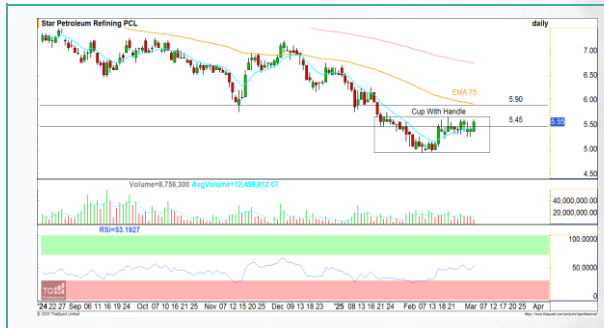 Star Petroleum Refining PCL daily
7.00
6.50
EMA 75
6.00
5.90
Cup With Handle
5.45
5.50
5.55
5.00
4.50
Volume=8,756,300 AvgVolume=12,459,912.07
40,000,000.00
20,000,000.00
RSI=53.1927
100.0000
50.0000
0.0000
'24 22 27 Sep 06 11 16 19 24 Oct 07 10 16 21 Nov 07 12 15 20 25 Dec 09 13 18 23 '25 08 13 16 21 24 Feb 07 13 18 21 Mar 07 12 17 20 25 Apr
© 2025 TheQuest Limited